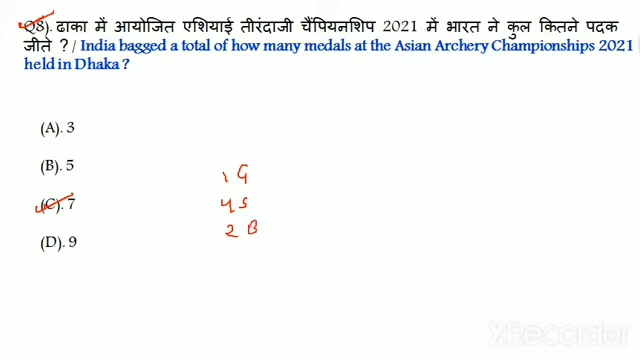 Q8). ढाका में आयोजित एशियाई तीरंदाजी चैंपियनशिप 2021 में भारत ने कुल कितने पदक
जीते ? / India bagged a total of how many medals at the Asian Archery Championships 2021
held in Dhaka ?
(A). 3
(B). 5
(C). 7
(D). 9
1 G
4 S
2 B
XRecorder